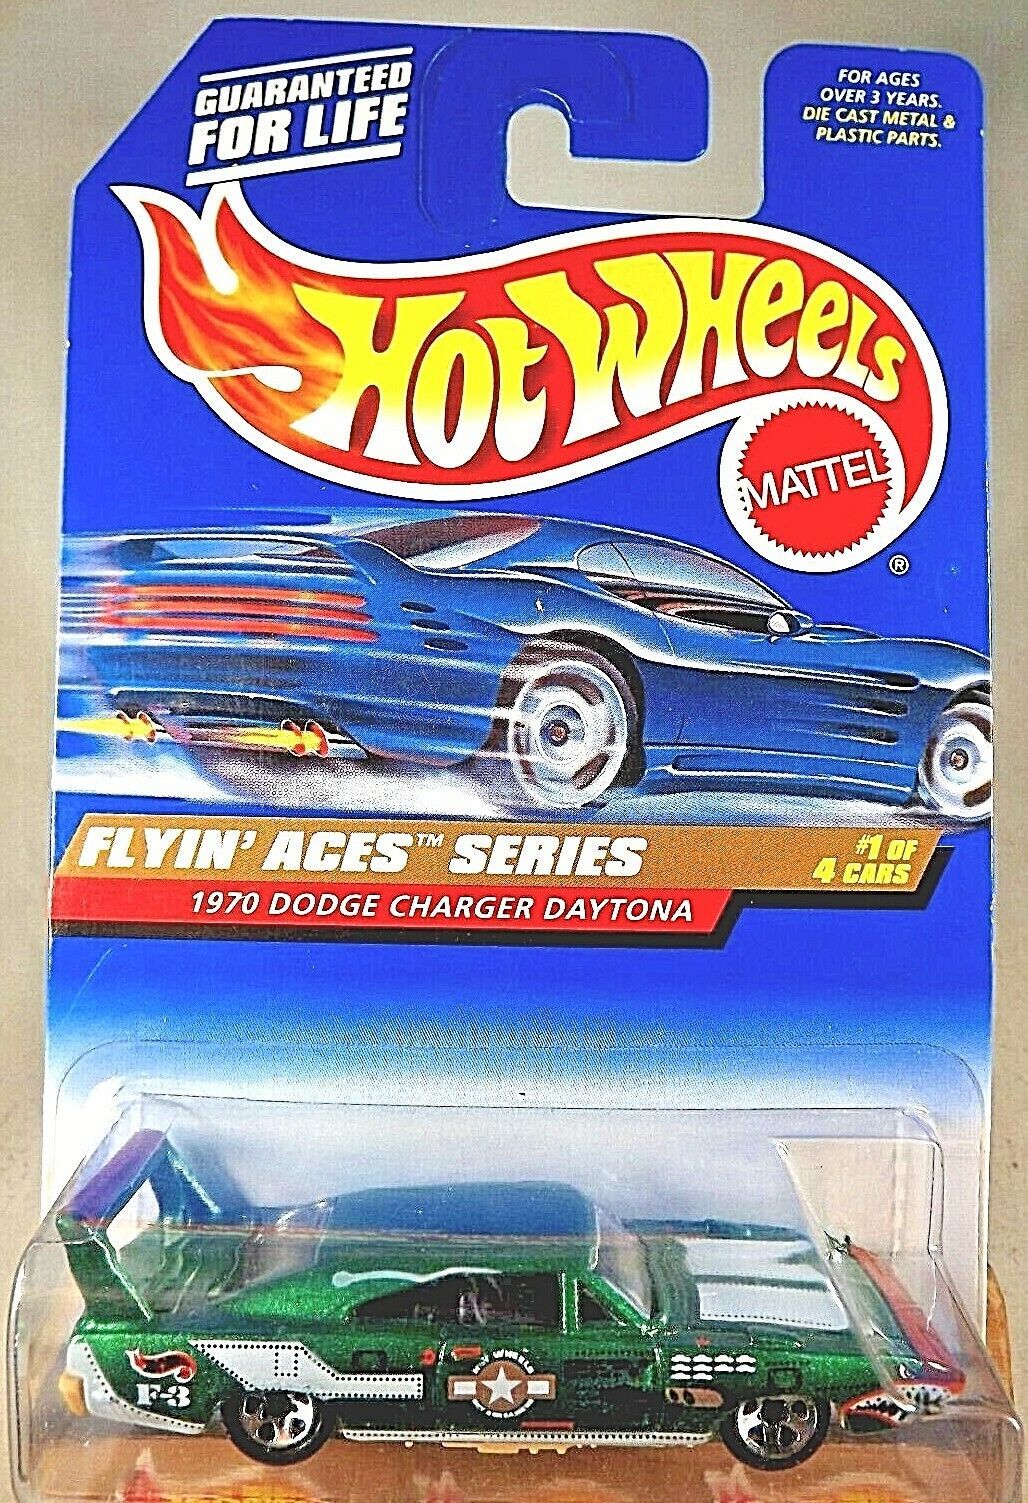 GUARANTEED
FOR LIFE
FOR AGES
OVER 3 YEARS.
DIE CAST METAL &
PLASTIC PARTS.
HOT WHEELS
MATTEL
®
FLYIN' ACES™ SERIES
#1 OF
4 CARS
1970 DODGE CHARGER DAYTONA
F-3